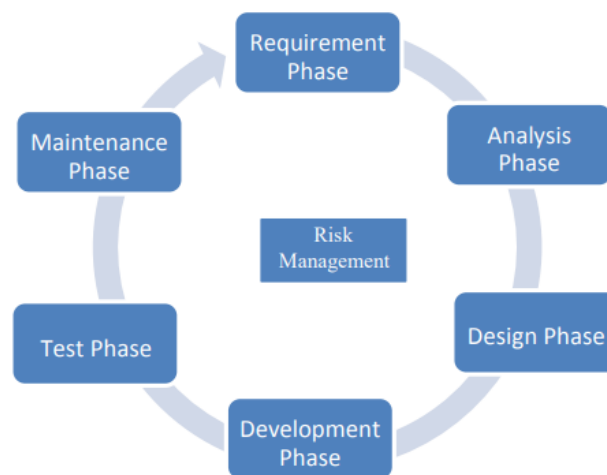 Requirement
Phase
Analysis
Phase
Design Phase
Development
Phase
Test Phase
Maintenance
Phase
Risk
Management